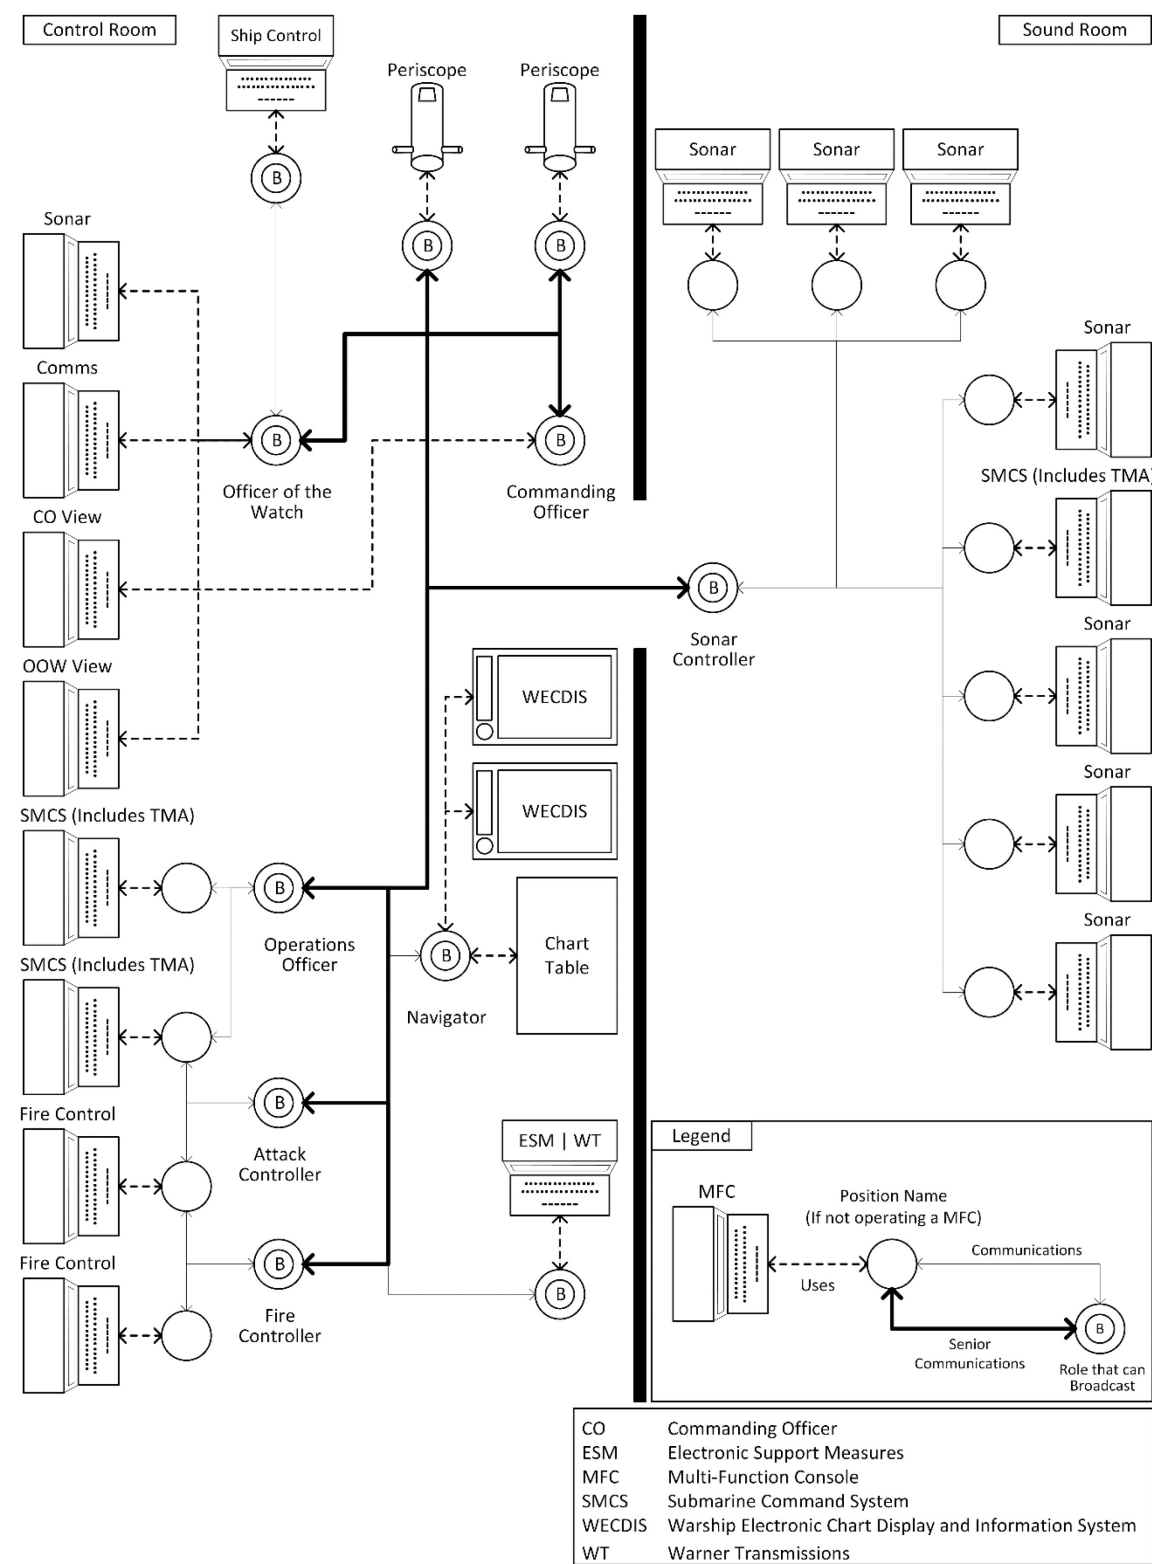 Control Room
Ship Control
Sound Room
Periscope
Periscope
B
B
B
Sonar
Sonar
Sonar
Sonar
Comms
B
B
Officer of the
Watch
Commanding
Officer
CO View
OOW View
Sonar
SMCS (Includes TMA)
Sonar
Sonar
Sonar
B
Sonar
Controller
WECDIS
WECDIS
Chart
Table
B
Navigator
SMCS (Includes TMA)
B
Operations
Officer
SMCS (Includes TMA)
B
Attack
Controller
Fire Control
Fire Control
B
Fire
Controller
ESM | WT
B
Legend
MFC
Position Name
(If not operating a MFC)
Communications
Uses
B
Senior
Communications
Role that can
Broadcast
CO Commanding Officer
ESM Electronic Support Measures
MFC Multi-Function Console
SMCS Submarine Command System
WECDIS Warship Electronic Chart Display and Information System
WT Warner Transmissions